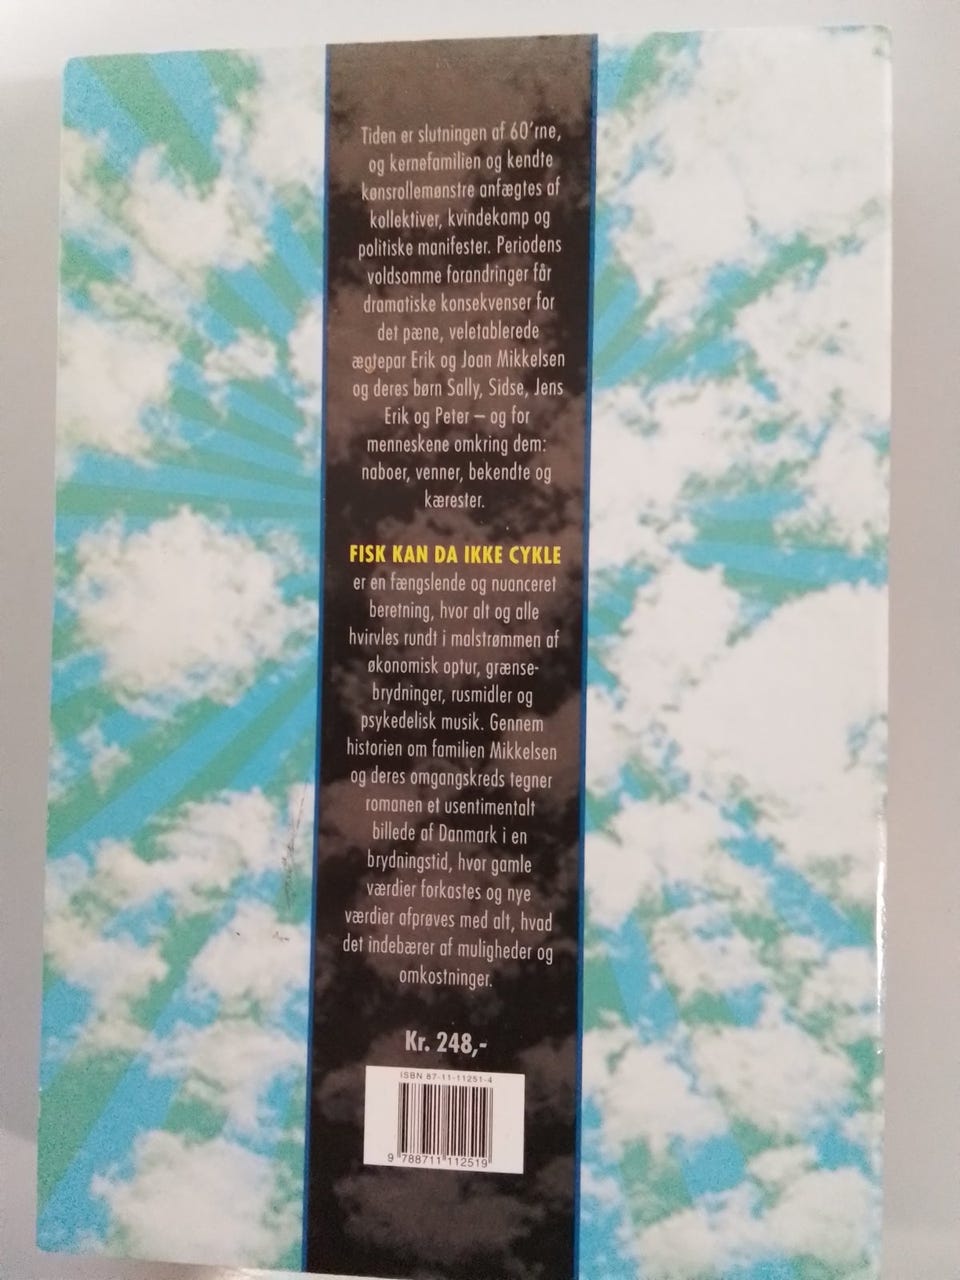 Tiden er slutningen af 60'rne,
og kernefamilien og kendte
kønsrollemønstre anfægtes af
kollektiver, kvindekamp og
politiske manifester. Periodens
voldsomme forandringer får
dramatiske konsekvenser for
det pæne, veletablerede
ægtepar Erik og Joan Mikkelsen
og deres børn Sally, Sidse, Jens
Erik og Peter – og for
menneskene omkring dem:
naboer, venner, bekendte og
kærester.
FISK KAN DA IKKE CYKLE
er en fængslende og nuanceret
beretning, hvor alt og alle
hvirvles rundt i malstrømmen af
økonomisk optur, grænse-
brydninger, rusmidler og
psykedelisk musik. Gennem
historien om familien Mikkelsen
og deres omgangskreds tegner
romanen et usentimentalt
billede af Danmark i en
brydningstid, hvor gamle
værdier forkastes og nye
værdier afprøves med alt, hvad
det indebærer af muligheder og
omkostninger.
Kr. 248,-
ISBN 87-11-11251-4
9 788711 112519